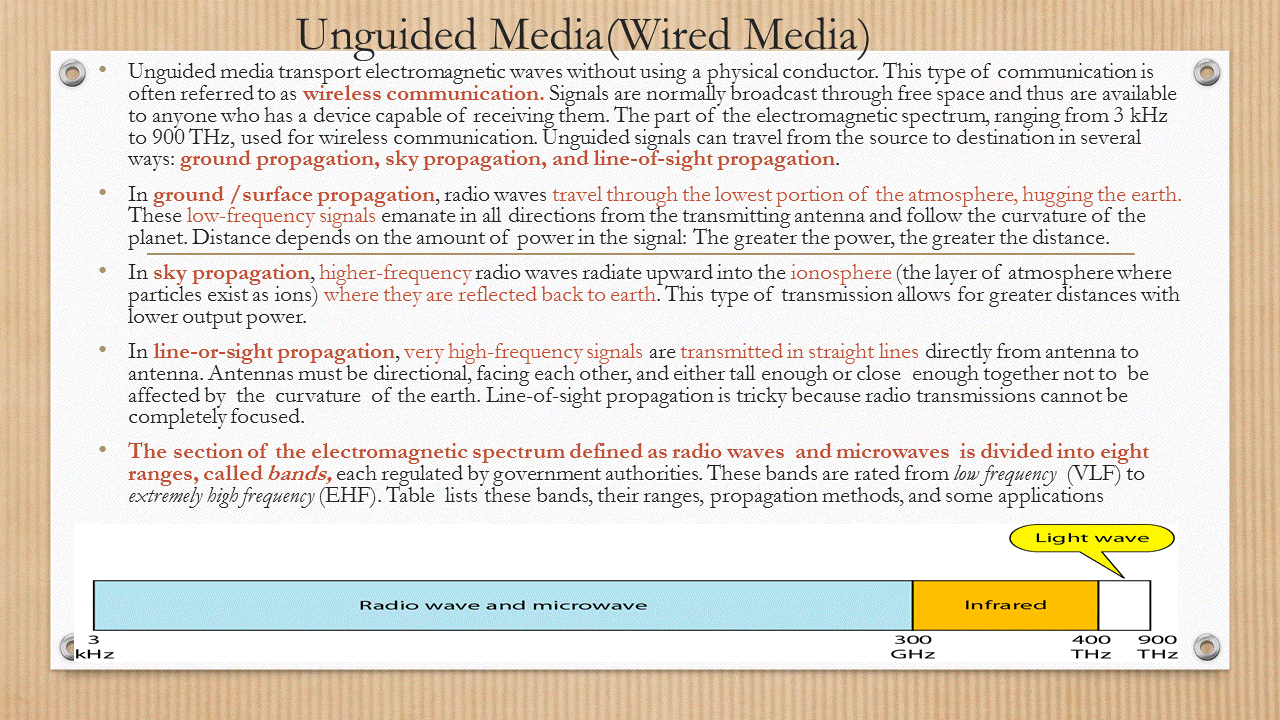 Unguided Media(Wired Media)
• Unguided media transport electromagnetic waves without using a physical conductor. This type of communication is
often referred to as wireless communication. Signals are normally broadcast through free space and thus are available
to anyone who has a device capable of receiving them. The part of the electromagnetic spectrum, ranging from 3 kHz
to 900 THz, used for wireless communication. Unguided signals can travel from the source to destination in several
ways: ground propagation, sky propagation, and line-of-sight propagation.
• In ground /surface propagation, radio waves travel through the lowest portion of the atmosphere, hugging the earth.
These low-frequency signals emanate in all directions from the transmitting antenna and follow the curvature of the
planet. Distance depends on the amount of power in the signal: The greater the power, the greater the distance.
• In sky propagation, higher-frequency radio waves radiate upward into the ionosphere (the layer of atmosphere where
particles exist as ions) where they are reflected back to earth. This type of transmission allows for greater distances with
lower output power.
• In line-or-sight propagation, very high-frequency signals are transmitted in straight lines directly from antenna to
antenna. Antennas must be directional, facing each other, and either tall enough or close enough together not to be
affected by the curvature of the earth. Line-of-sight propagation is tricky because radio transmissions cannot be
completely focused.
• The section of the electromagnetic spectrum defined as radio waves and microwaves is divided into eight
ranges, called bands, each regulated by government authorities. These bands are rated from low frequency (VLF) to
extremely high frequency (EHF). Table lists these bands, their ranges, propagation methods, and some applications
Light wave
Radio wave and microwave
Infrared
3
kHz
300
GHz
400
THz
900
THz